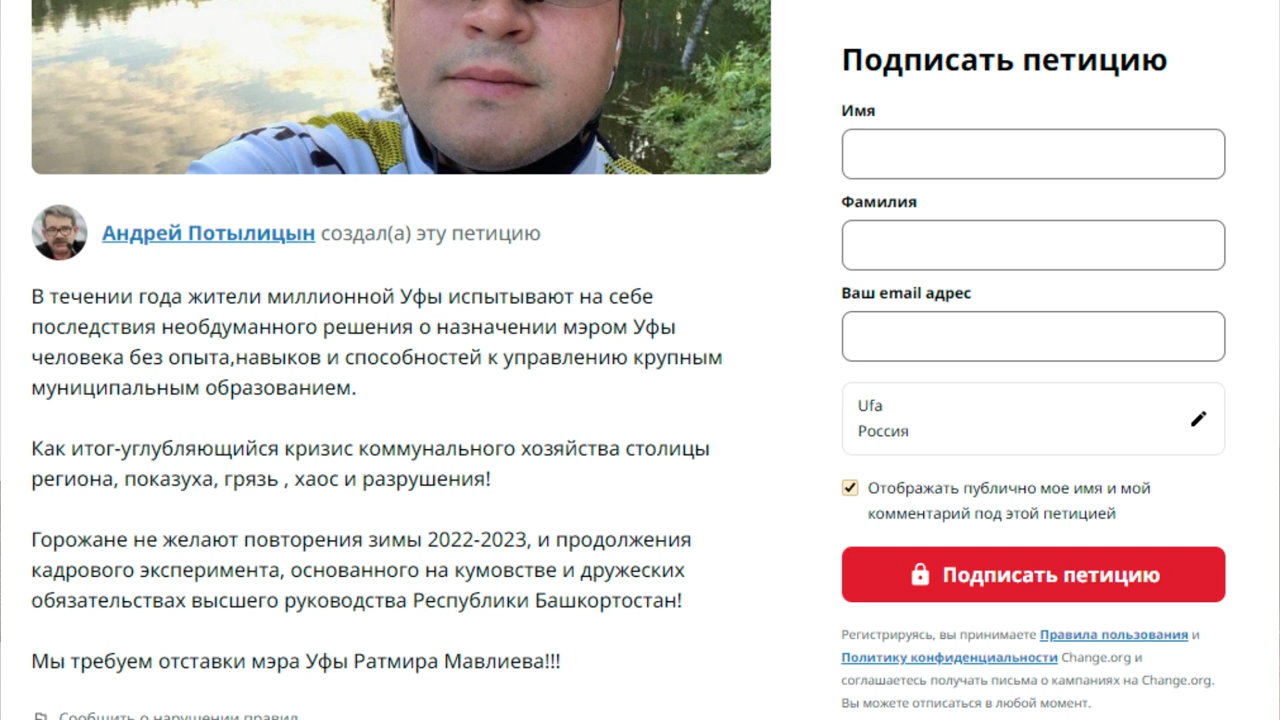 Андрей Потылицын создал(а) эту петицию
В течении года жители миллионной Уфы испытывают на себе
последствия необдуманного решения о назначении мэром Уфы
человека без опыта,навыков и способностей к управлению крупным
муниципальным образованием.
Как итог-углубляющийся кризис коммунального хозяйства столицы
региона, показуха, грязь , хаос и разрушения!
Горожане не желают повторения зимы 2022-2023, и продолжения
кадрового эксперимента, основанного на кумовстве и дружеских
обязательствах высшего руководства Республики Башкортостан!
Мы требуем отставки мэра Уфы Ратмира Мавлиева!!!
Сообщить о нарушении правил
Подписать петицию
Имя
Фамилия
Ваш email адрес
Ufa
Россия
Отображать публично мое имя и мой
комментарий под этой петицией
Подписать петицию
Регистрируясь, вы принимаете Правила пользования и
Политику конфиденциальности Change.org и
соглашаетесь получать письма о кампаниях на Change.org.
Вы можете отписаться в любой момент.